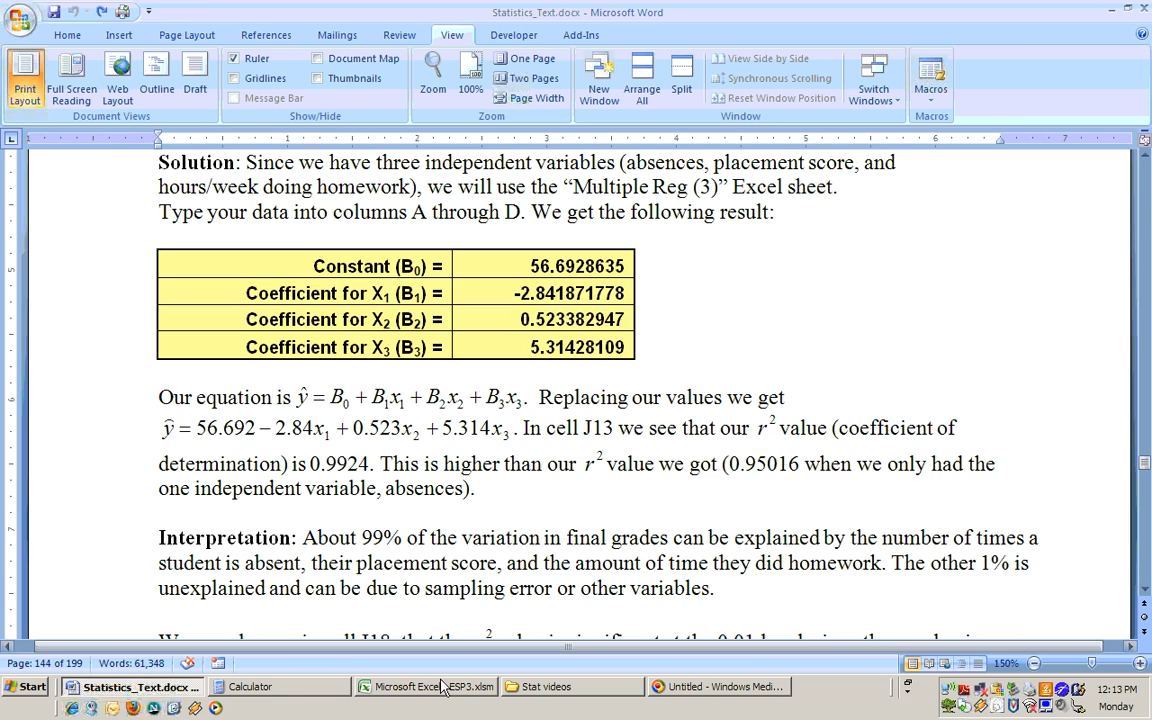 Statistics_Text.docx - Microsoft Word
Home Insert Page Layout References Mailings Review View Developer Add-Ins
Print Layout
Full Screen Reading
Web Layout
Outline
Draft
Document Views
Ruler
Gridlines
Message Bar
Document Map
Thumbnails
Show/Hide
Zoom
100%
One Page
Two Pages
Page Width
Zoom
New Window
Arrange All
Split
View Side by Side
Synchronous Scrolling
Reset Window Position
Switch Windows
Window
Macros
Macros
1 1 2 3 4 5 6 7
Solution: Since we have three independent variables (absences, placement score, and
hours/week doing homework), we will use the “Multiple Reg (3)” Excel sheet.
Type your data into columns A through D. We get the following result:
Constant (B₀) = 56.6928635
Coefficient for X₁ (B₁) = -2.841871778
Coefficient for X₂ (B₂) = 0.523382947
Coefficient for X₃ (B₃) = 5.31428109
Our equation is ŷ = B₀ + B₁x₁ + B₂x₂ + B₃x₃. Replacing our values we get
ŷ = 56.692 − 2.84x₁ + 0.523x₂ + 5.314x₃. In cell J13 we see that our r² value (coefficient of
determination) is 0.9924. This is higher than our r² value we got (0.95016 when we only had the
one independent variable, absences).
Interpretation: About 99% of the variation in final grades can be explained by the number of times a
student is absent, their placement score, and the amount of time they did homework. The other 1% is
unexplained and can be due to sampling error or other variables.
Page: 144 of 199 Words: 61,348 150%
Start Statistics_Text.docx ... Calculator Microsoft Exce ESP3.xlsm Stat videos Untitled - Windows Medi... 12:13 PM
Monday